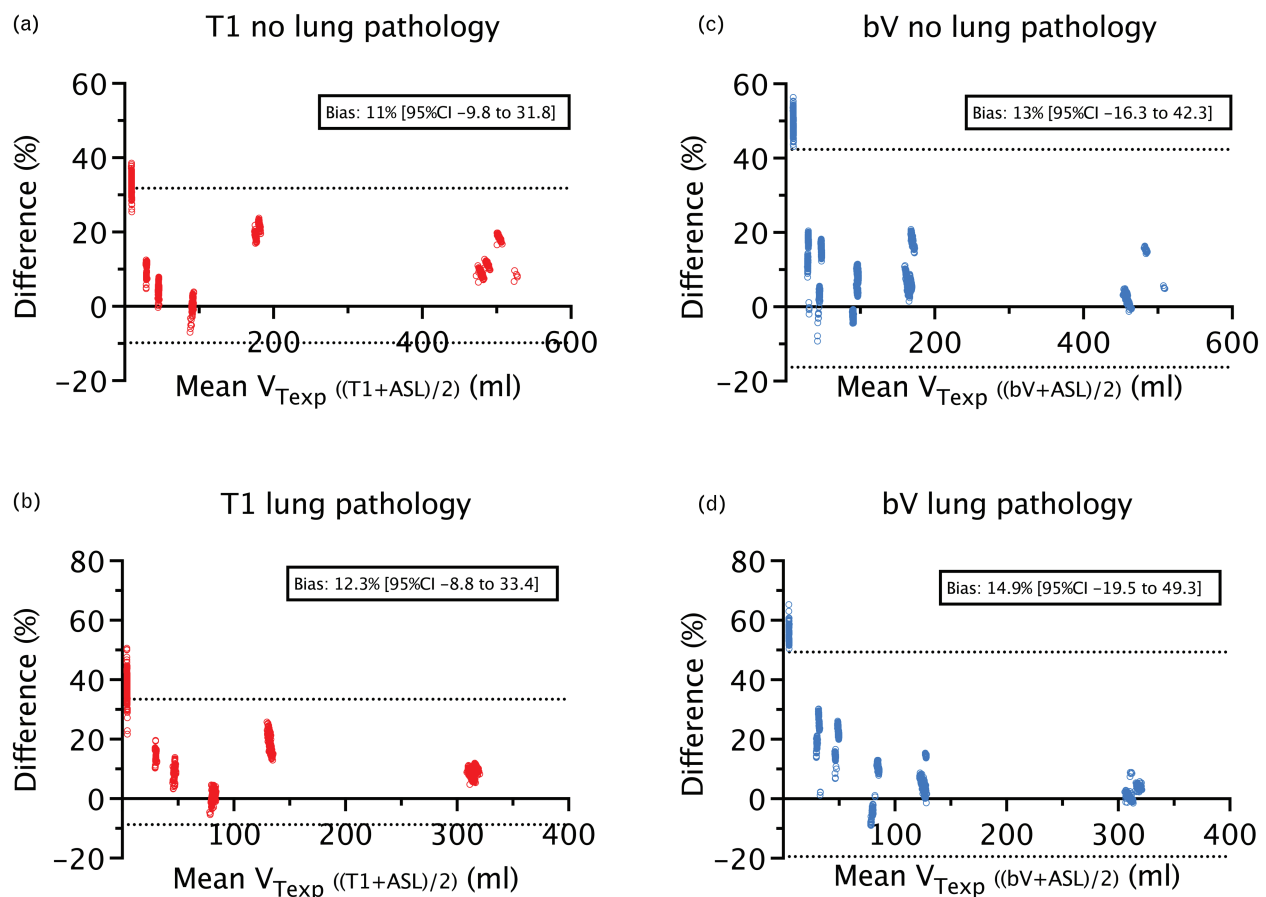 (a)
T1 no lung pathology
Bias: 11% [95%CI −9.8 to 31.8]
Difference (%)
60
40
20
0
−20
200
400
600
Mean VTexp ((T1+ASL)/2) (ml)
(c)
bV no lung pathology
Bias: 13% [95%CI −16.3 to 42.3]
Difference (%)
60
40
20
0
−20
200
400
600
Mean VTexp ((bV+ASL)/2) (ml)
(b)
T1 lung pathology
Bias: 12.3% [95%CI −8.8 to 33.4]
Difference (%)
80
60
40
20
0
−20
100
200
300
400
Mean VTexp ((T1+ASL)/2) (ml)
(d)
bV lung pathology
Bias: 14.9% [95%CI −19.5 to 49.3]
Difference (%)
80
60
40
20
0
−20
100
200
300
400
Mean VTexp ((bV+ASL)/2) (ml)